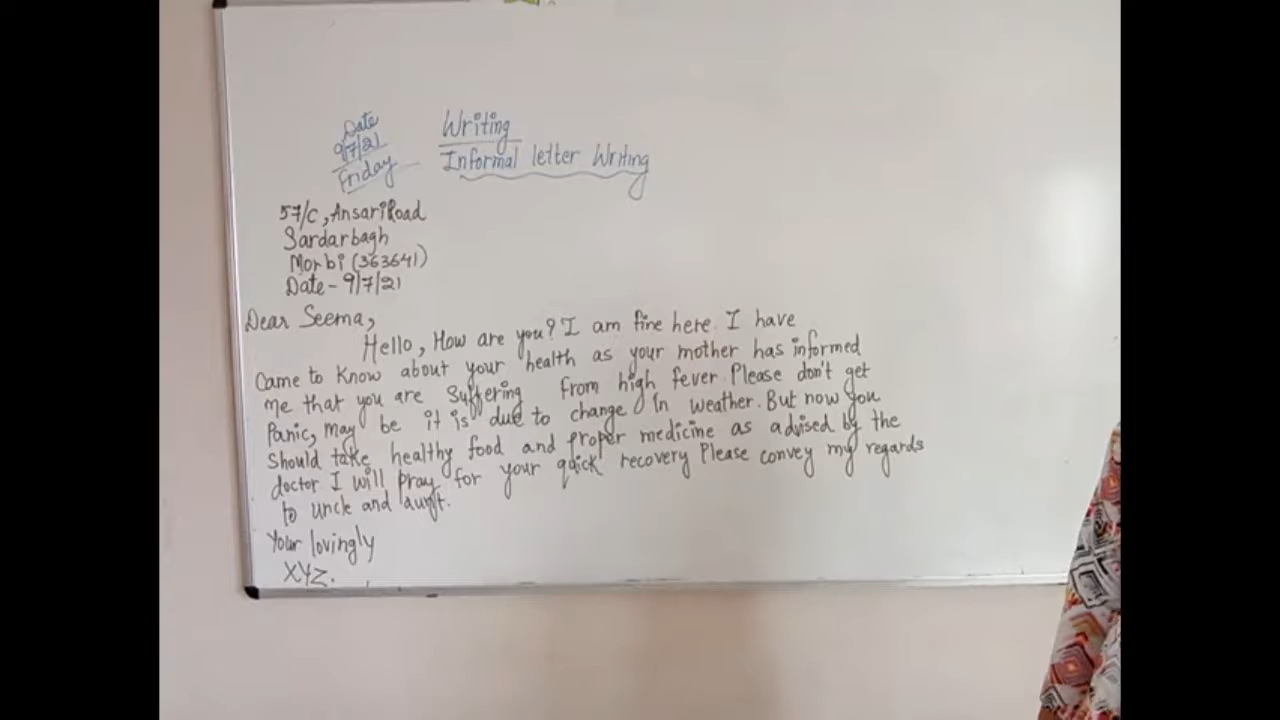 Date
9/7/21
Friday
Writing
Informal letter Writing
57/C, Ansari Road
Sardarbagh
Morbi (363641)
Date - 9/7/21
Dear Seema,
Hello, How are you? I am fine here. I have
Came to Know about your health as your mother has informed
me that you are Suffering from high fever. Please don't get
Panic, may be it is due to change In weather. But now you
Should take healthy food and proper medicine as advised by the
doctor I will pray for your quick recovery Please convey my regards
to uncle and aunt.
Your lovingly
XYZ.